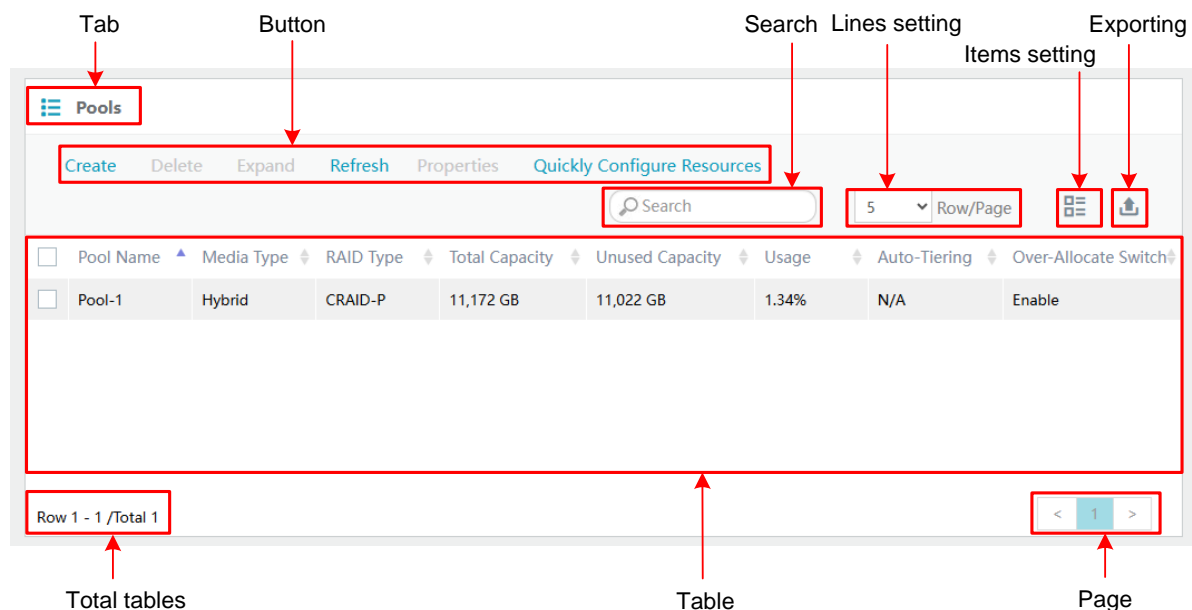 Tab Button Search Lines setting Exporting
Items setting
Pools
Create Delete Expand Refresh Properties Quickly Configure Resources
Search 5 Row/Page
Pool Name Media Type RAID Type Total Capacity Unused Capacity Usage Auto-Tiering Over-Allocate Switch
Pool-1 Hybrid CRAID-P 11,172 GB 11,022 GB 1.34% N/A Enable
Row 1 - 1 /Total 1 < 1 >
Total tables Table Page